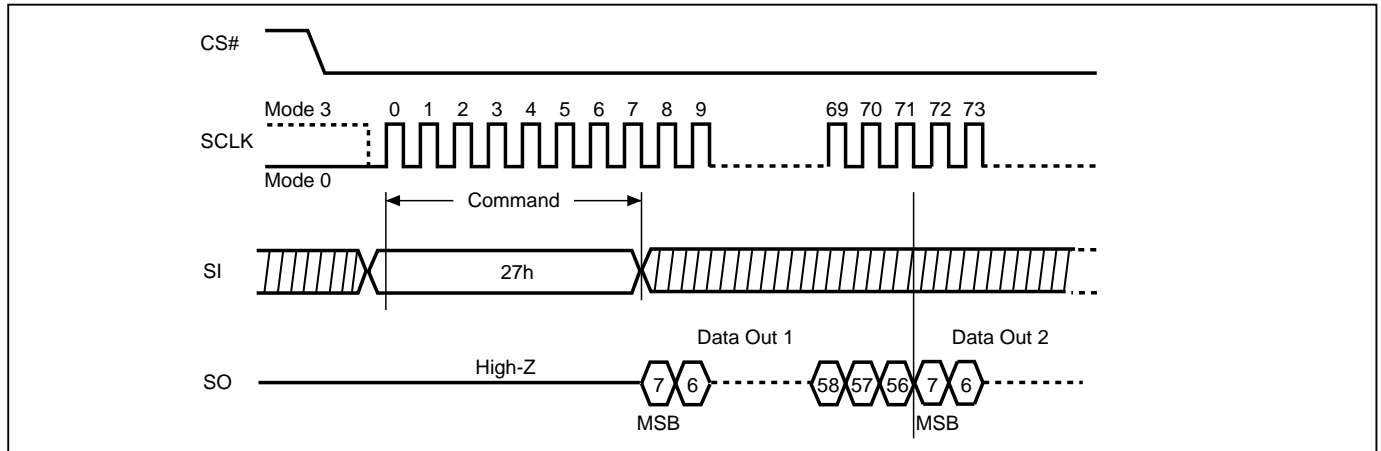 CS#
Mode 3 0 1 2 3 4 5 6 7 8 9 69 70 71 72 73
SCLK
Mode 0
Command
SI 27h
Data Out 1 Data Out 2
High-Z
SO 7 6 58 57 56 7 6
MSB MSB